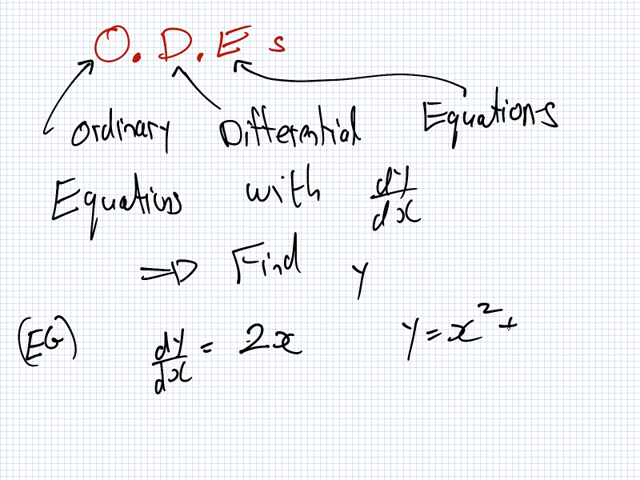 O.D.E s
Ordinary Differential Equations
Equations with dy/dx
⇒ Find y
(EG) dy/dx = 2x y = x² +